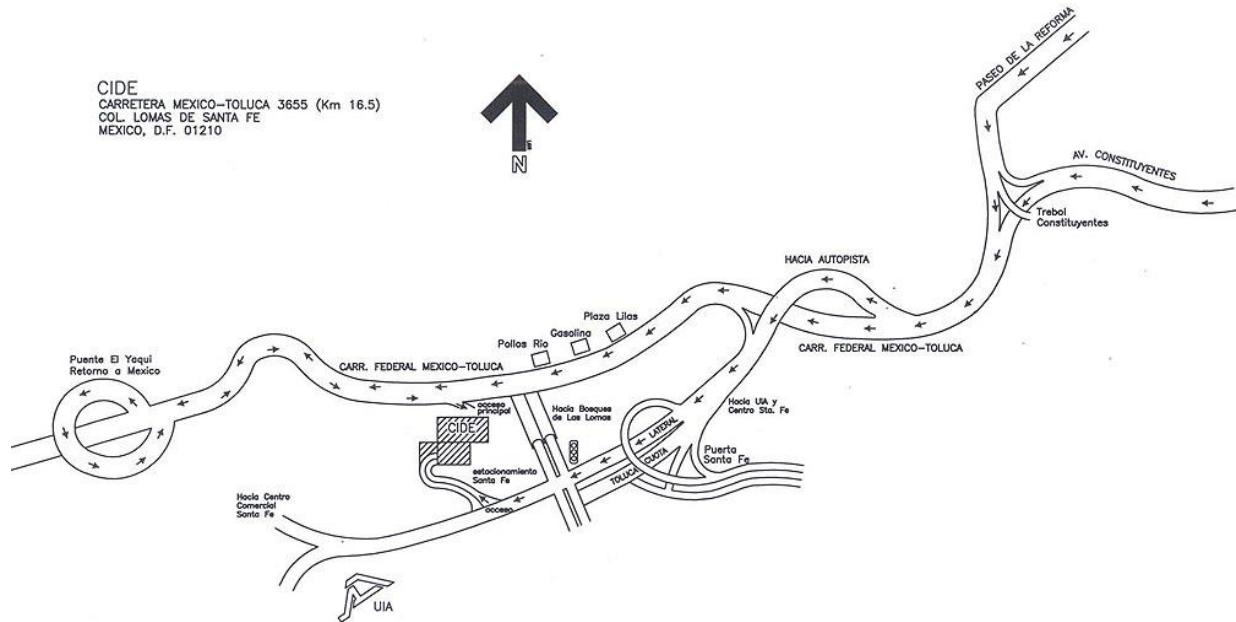 CIDE
CARRETERA MEXICO-TOLUCA 3655 (Km 16.5)
COL. LOMAS DE SANTA FE
MEXICO, D.F. 01210
N
PASEO DE LA REFORMA
AV. CONSTITUYENTES
Trebol
Constituyentes
HACIA AUTOPISTA
CARR. FEDERAL MEXICO-TOLUCA
Plaza Lilas
Gasolina
Pollos Rio
CARR. FEDERAL MEXICO-TOLUCA
Puente El Yaqui
Retorno a Mexico
acceso
principal
Hacia Bosques
de Las Lomas
Hacia UIA y
Centro Sta. Fe
CIDE
LATERAL
TOLUCA CUOTA
Puerta
Santa Fe
estacionamiento
Santa Fe
acceso
Hacia Centro
Comercial
Santa Fe
UIA